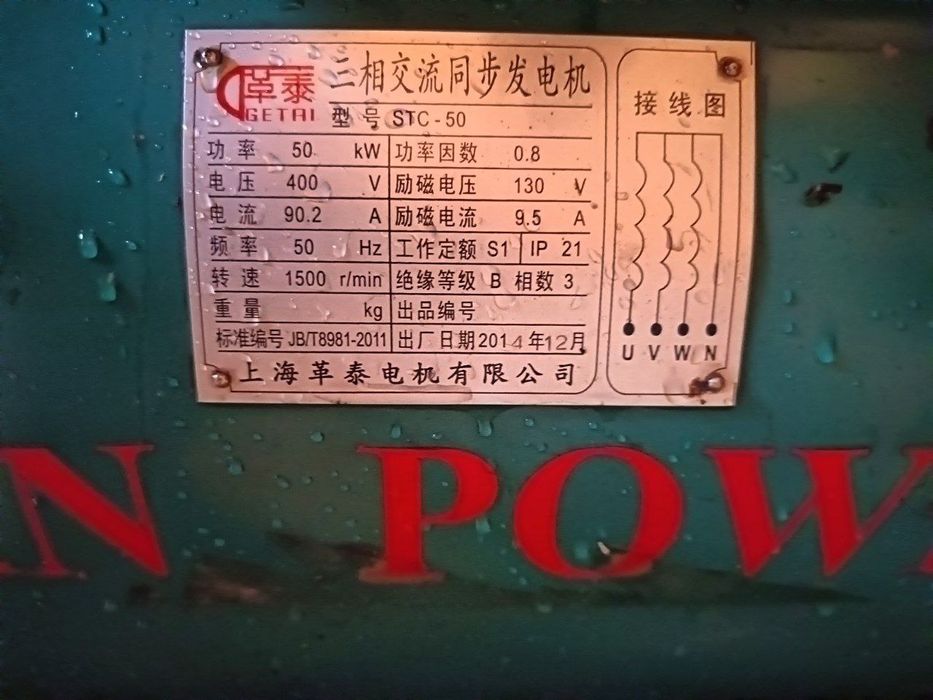 革泰
GETAI
三相交流同步发电机
型号 STC-50
功率 50 kW 功率因数 0.8
电压 400 V 励磁电压 130 V
电流 90.2 A 励磁电流 9.5 A
频率 50 Hz 工作定额 S1 IP 21
转速 1500 r/min 绝缘等级 B 相数 3
重量 kg 出品编号
标准编号 JB/T8981-2011 出厂日期 2014年12月
上海革泰电机有限公司
接线图
U V W N
AN POW